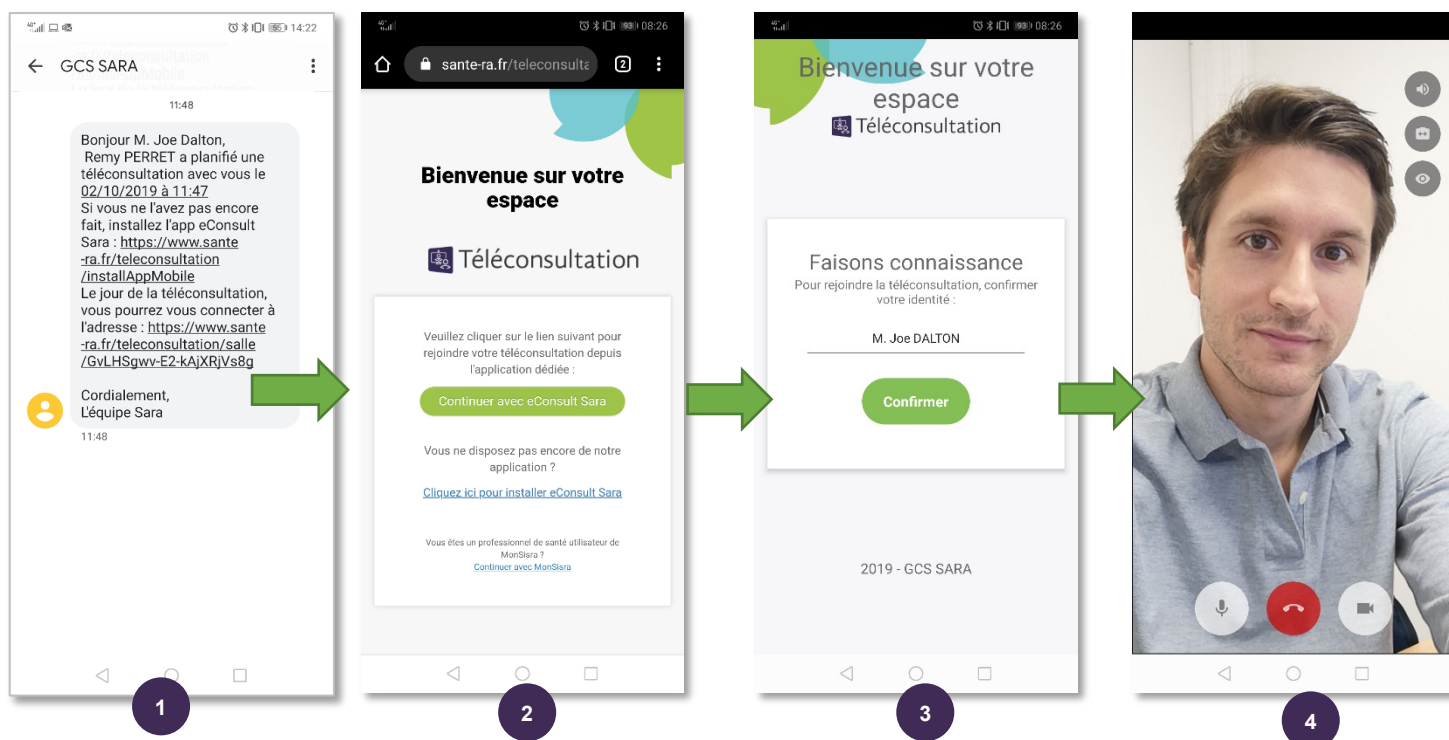 14:22
GCS SARA
11:48
Bonjour M. Joe Dalton,
Remy PERRET a planifié une
téléconsultation avec vous le
02/10/2019 à 11:47
Si vous ne l'avez pas encore
fait, installez l'app eConsult
Sara : https://www.sante
-ra.fr/teleconsultation
/installAppMobile
Le jour de la téléconsultation,
vous pourrez vous connecter à
l'adresse : https://www.sante
-ra.fr/teleconsultation/salle
/GvLHSgwv-E2-kAjXRjVs8g
Cordialement,
L'équipe Sara
11:48
1
93 08:26
sante-ra.fr/teleconsulta
2
Bienvenue sur votre
espace
Téléconsultation
Veuillez cliquer sur le lien suivant pour
rejoindre votre téléconsultation depuis
l'application dédiée :
Continuer avec eConsult Sara
Vous ne disposez pas encore de notre
application ?
Cliquez ici pour installer eConsult Sara
Vous êtes un professionnel de santé utilisateur de
MonSisra ?
Continuer avec MonSisra
2
93 08:26
Bienvenue sur votre
espace
Téléconsultation
Faisons connaissance
Pour rejoindre la téléconsultation, confirmer
votre identité :
M. Joe DALTON
Confirmer
2019 - GCS SARA
3
4